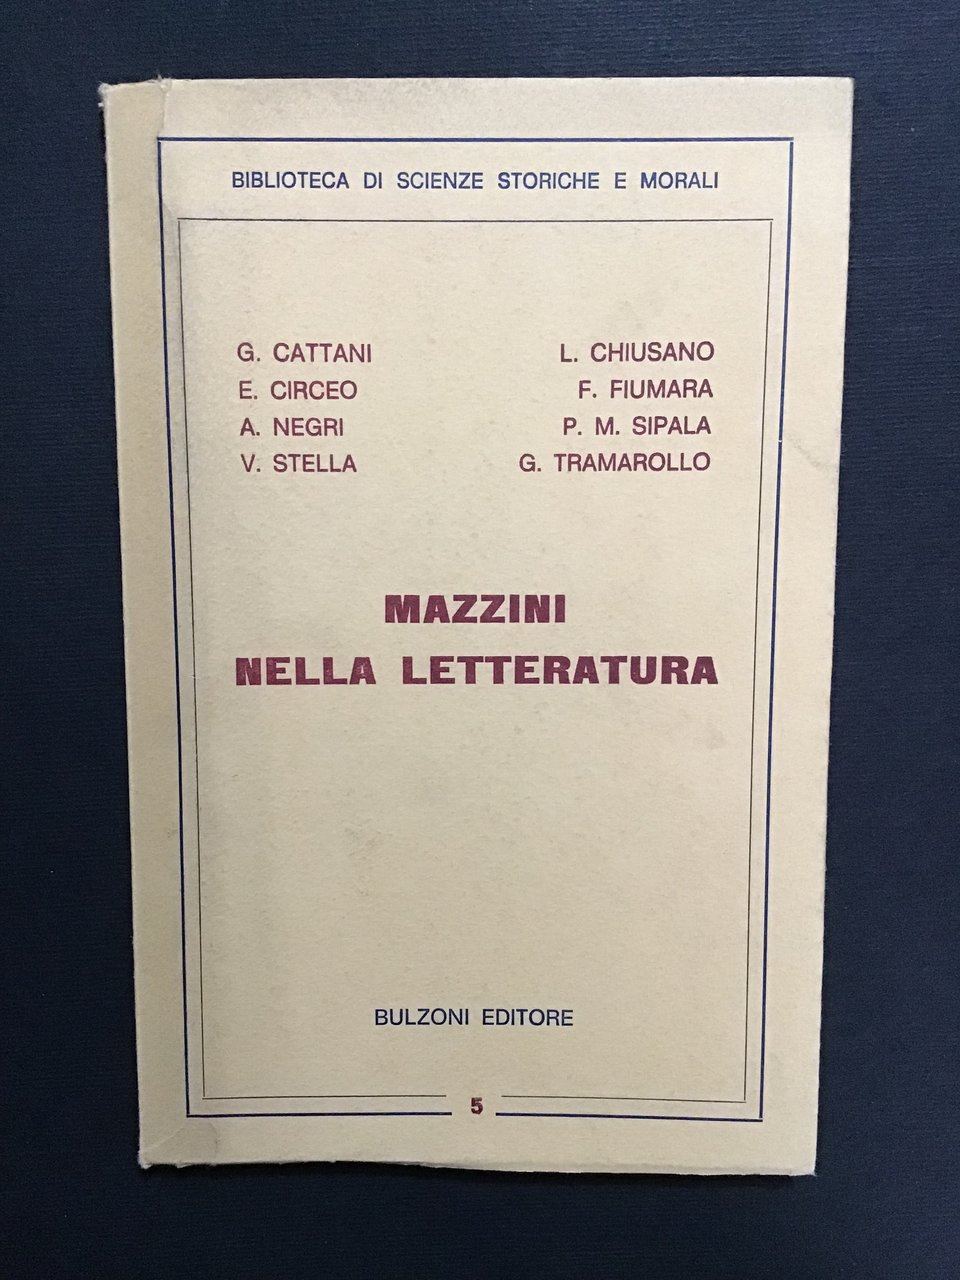 BIBLIOTECA DI SCIENZE STORICHE E MORALI
G. CATTANI
E. CIRCEO
A. NEGRI
V. STELLA
L. CHIUSANO
F. FIUMARA
P. M. SIPALA
G. TRAMAROLLO
MAZZINI
NELLA LETTERATURA
BULZONI EDITORE
5